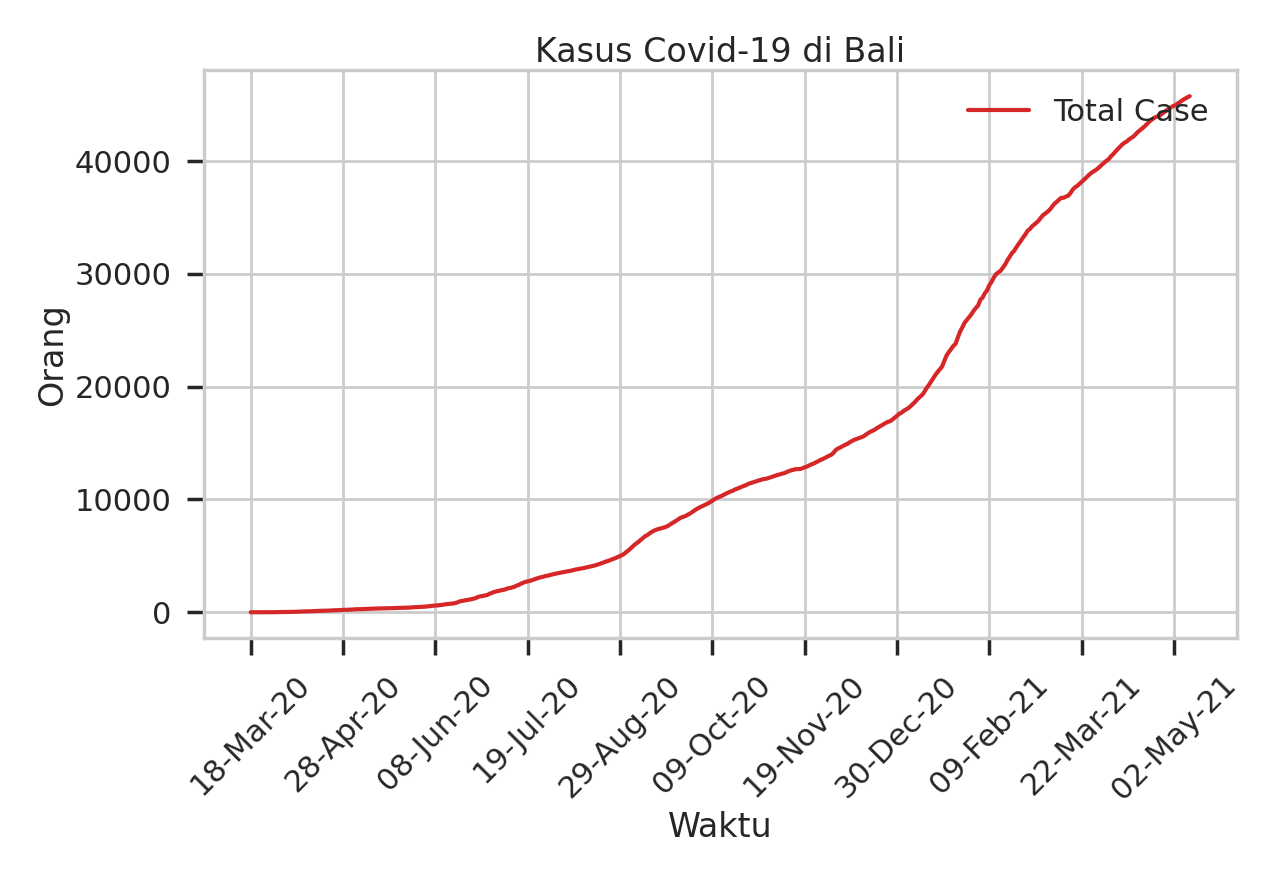 Kasus Covid-19 di Bali
Total Case
Orang
40000
30000
20000
10000
0
18-Mar-20
28-Apr-20
08-Jun-20
19-Jul-20
29-Aug-20
09-Oct-20
19-Nov-20
30-Dec-20
09-Feb-21
22-Mar-21
02-May-21
Waktu